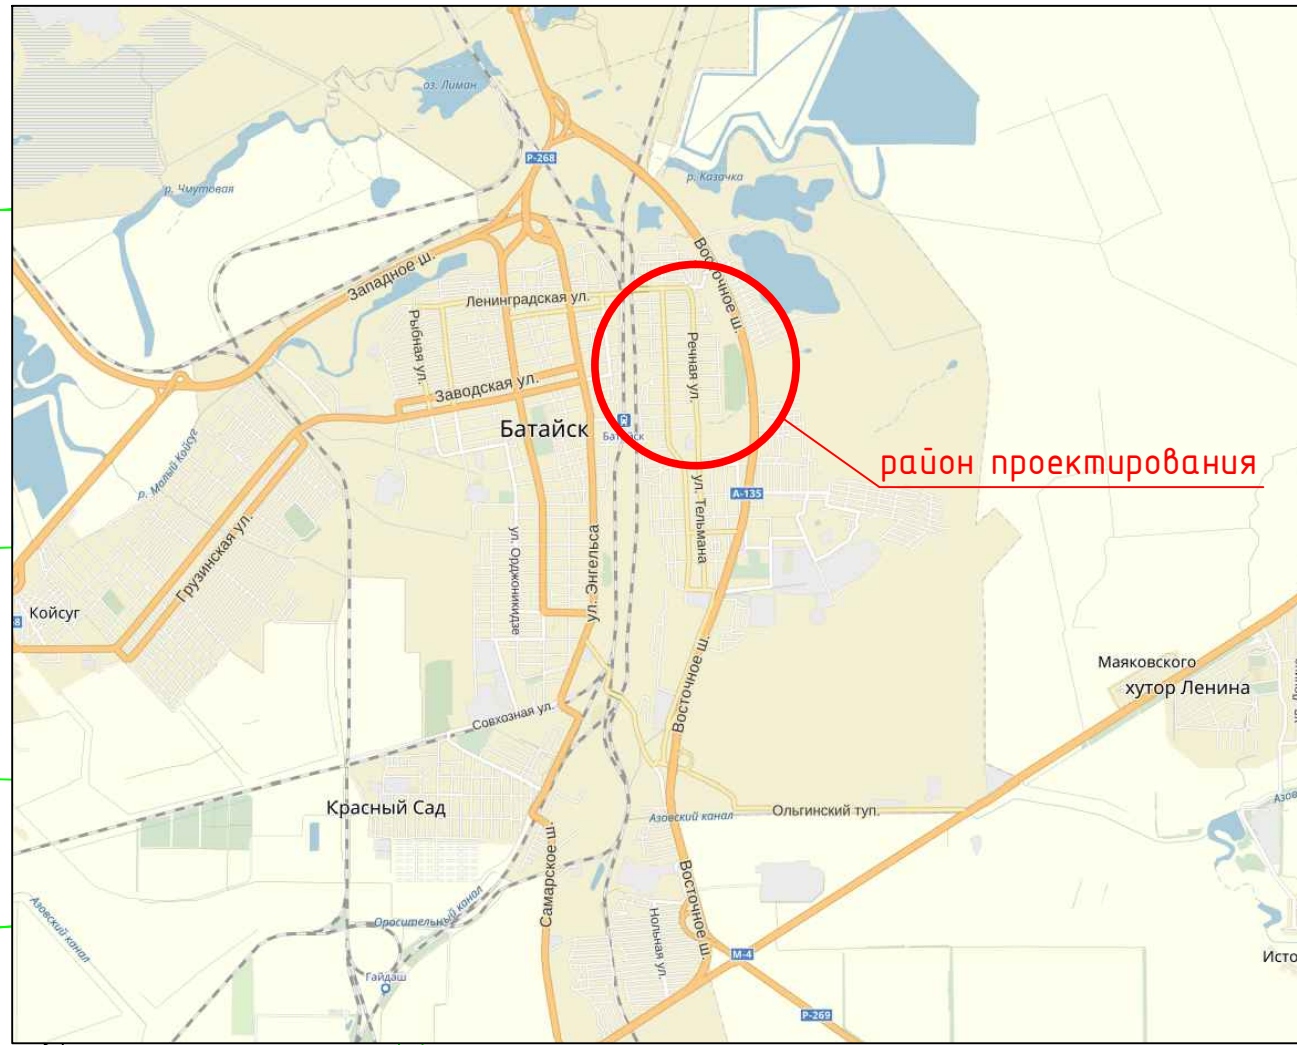 оз. Лиман
Р-268
р. Чмутовая
р. Казачка
Западное ш.
Восточное ш.
Ленинградская ул.
Рыбная ул.
Речная ул.
Заводская ул.
Батайск
Батайск
р. Малый Койсуг
район проектирования
А-135
ул. Тельмана
Грузинская ул.
ул. Орджоникидзе
ул. Энгельса
Койсуг
Восточное ш.
Маяковского
хутор Ленина
Совхозная ул.
Красный Сад
Азовский канал
Ольгинский туп.
Самарское ш.
Восточное ш.
Азовский канал
Оросительный канал
Нольная ул.
М-4
Гайдаш
Исто
Р-269